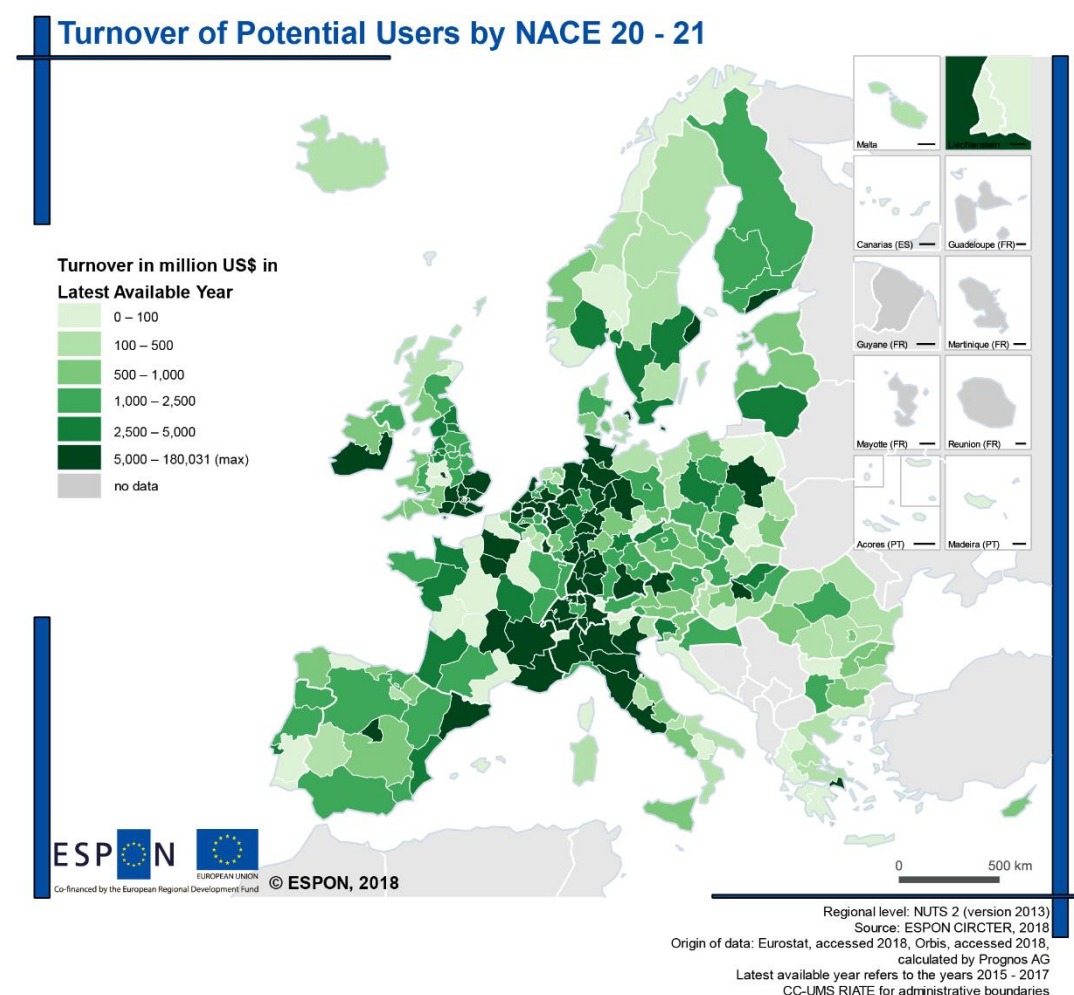 Turnover of Potential Users by NACE 20 - 21
Malta
Liechtenstein
Canarias (ES)
Guadeloupe (FR)
Turnover in million US$ in
Latest Available Year
0 – 100
100 – 500
500 – 1,000
1,000 – 2,500
2,500 – 5,000
5,000 – 180,031 (max)
no data
Guyane (FR)
Martinique (FR)
Mayotte (FR)
Reunion (FR)
Acores (PT)
Madeira (PT)
ESPON
EUROPEAN UNION
Co-financed by the European Regional Development Fund
© ESPON, 2018
0 500 km
Regional level: NUTS 2 (version 2013)
Source: ESPON CIRCTER, 2018
Origin of data: Eurostat, accessed 2018, Orbis, accessed 2018,
calculated by Prognos AG
Latest available year refers to the years 2015 - 2017
CC-UMS RIATE for administrative boundaries